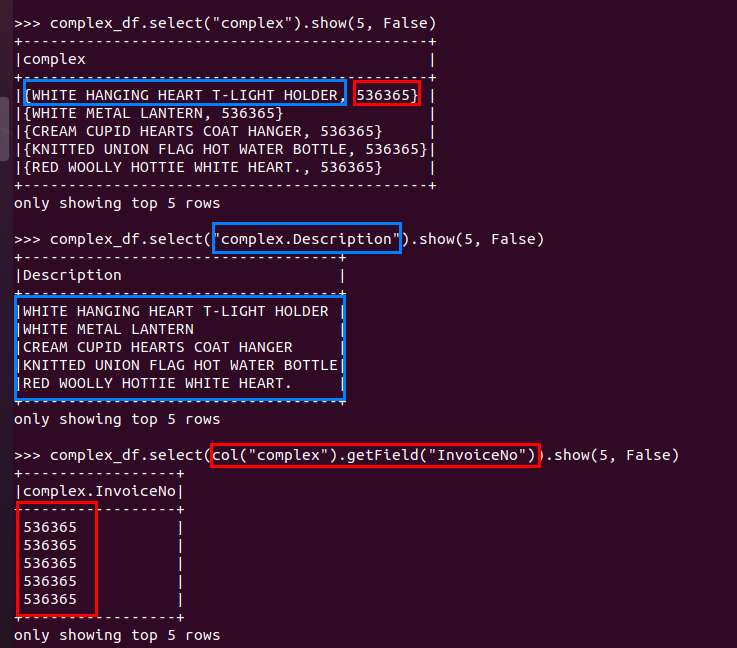 >>> complex_df.select("complex").show(5, False)
+---------------------------------------------+
|complex                                      |
+---------------------------------------------+
|{WHITE HANGING HEART T-LIGHT HOLDER, 536365} |
|{WHITE METAL LANTERN, 536365}                |
|{CREAM CUPID HEARTS COAT HANGER, 536365}     |
|{KNITTED UNION FLAG HOT WATER BOTTLE, 536365}|
|{RED WOOLLY HOTTIE WHITE HEART., 536365}     |
+---------------------------------------------+
only showing top 5 rows

>>> complex_df.select("complex.Description").show(5, False)
+-----------------------------------+
|Description                        |
+-----------------------------------+
|WHITE HANGING HEART T-LIGHT HOLDER |
|WHITE METAL LANTERN                |
|CREAM CUPID HEARTS COAT HANGER     |
|KNITTED UNION FLAG HOT WATER BOTTLE|
|RED WOOLLY HOTTIE WHITE HEART.     |
+-----------------------------------+
only showing top 5 rows

>>> complex_df.select(col("complex").getField("InvoiceNo")).show(5, False)
+-----------------+
|complex.InvoiceNo|
+-----------------+
|536365           |
|536365           |
|536365           |
|536365           |
|536365           |
+-----------------+
only showing top 5 rows